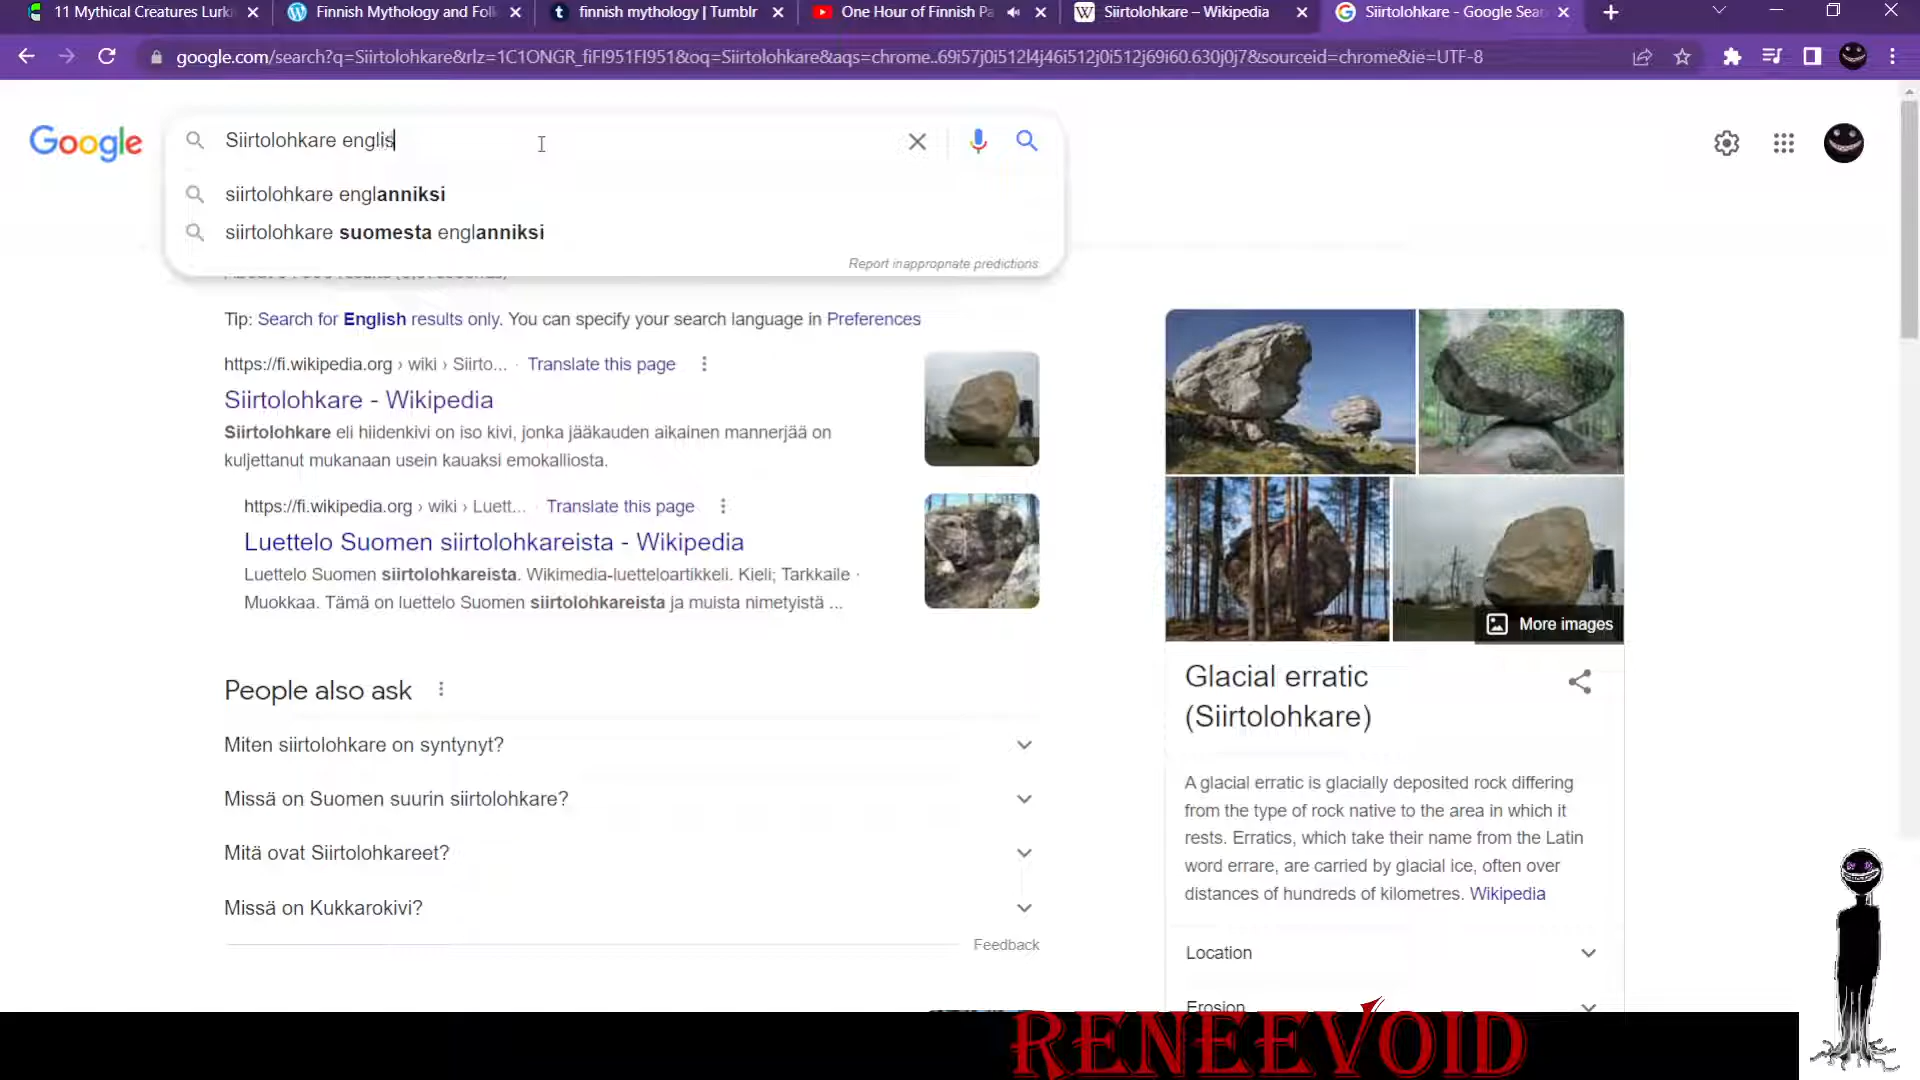 11 Mythical Creatures Lurki
Finnish Mythology and Folk
finnish mythology | Tumblr
One Hour of Finnish Pa
Siirtolohkare – Wikipedia
Siirtolohkare - Google Sear
google.com/search?q=Siirtolohkare&rlz=1C1ONGR_fiFI951FI951&oq=Siirtolohkare&aqs=chrome..69i57j0i512l4j46i512j0i512j69i60.630j0j7&sourceid=chrome&ie=UTF-8
Google
Siirtolohkare englis
siirtolohkare englanniksi
siirtolohkare suomesta englanniksi
Report inappropriate predictions
Tip: Search for English results only. You can specify your search language in Preferences
https://fi.wikipedia.org › wiki › Siirto... · Translate this page
Siirtolohkare - Wikipedia
Siirtolohkare eli hiidenkivi on iso kivi, jonka jääkauden aikainen mannerjää on
kuljettanut mukanaan usein kauaksi emokalliosta.
https://fi.wikipedia.org › wiki › Luett... · Translate this page
Luettelo Suomen siirtolohkareista - Wikipedia
Luettelo Suomen siirtolohkareista. Wikimedia-luetteloartikkeli. Kieli; Tarkkaile ·
Muokkaa. Tämä on luettelo Suomen siirtolohkareista ja muista nimetyistä ...
People also ask
Miten siirtolohkare on syntynyt?
Missä on Suomen suurin siirtolohkare?
Mitä ovat Siirtolohkareet?
Missä on Kukkarokivi?
Feedback
More images
Glacial erratic
(Siirtolohkare)
A glacial erratic is glacially deposited rock differing
from the type of rock native to the area in which it
rests. Erratics, which take their name from the Latin
word errare, are carried by glacial ice, often over
distances of hundreds of kilometres. Wikipedia
Location
Erosion
RENEEVOID